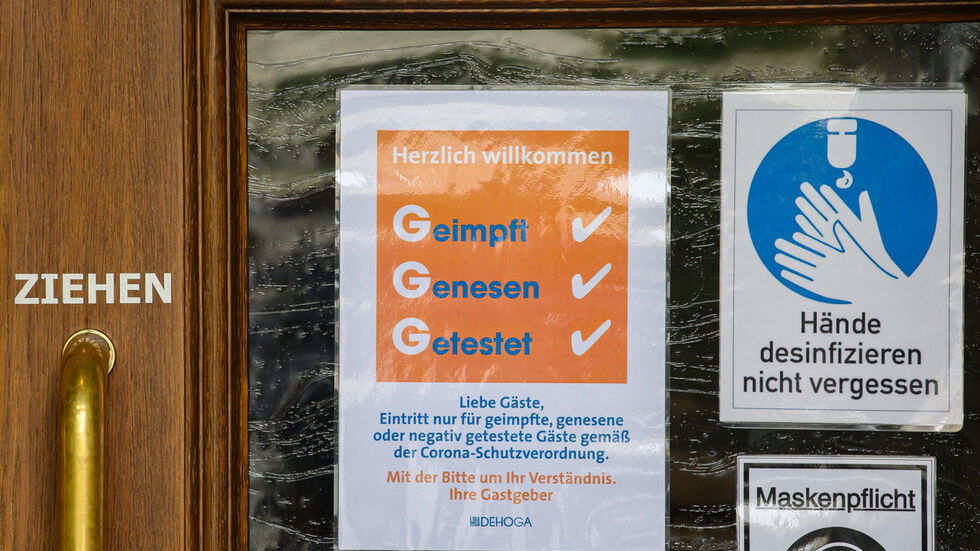 ZIEHEN
Herzlich willkommen
Geimpft
Genesen
Getestet
Liebe Gäste,
Eintritt nur für geimpfte, genesene
oder negativ getestete Gäste gemäß
der Corona-Schutzverordnung.
Mit der Bitte um Ihr Verständnis.
Ihre Gastgeber
DEHOGA
Hände
desinfizieren
nicht vergessen
Maskenpflicht